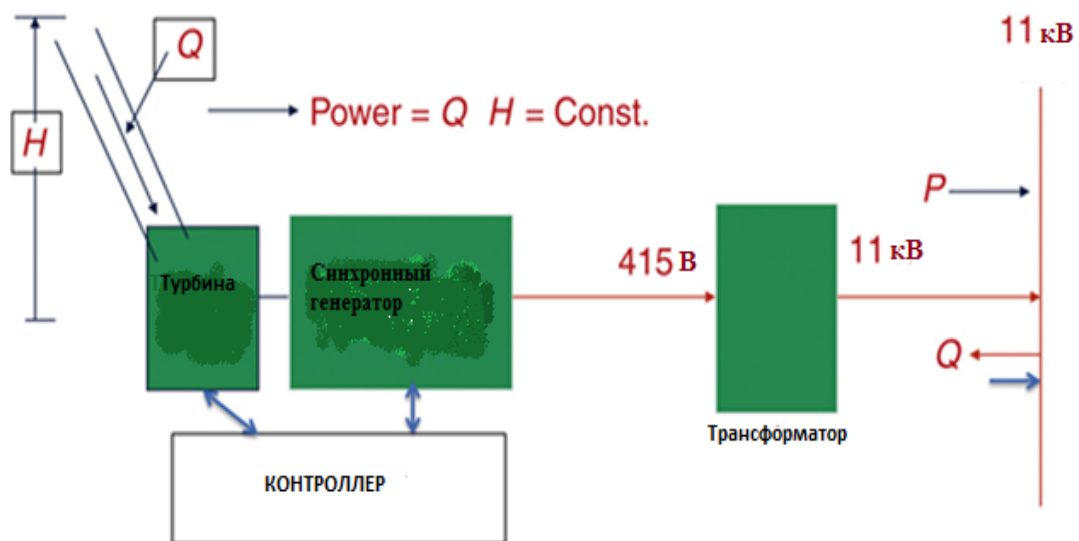 11 кВ
Q
Power = Q H = Const.
H
P
415 В
11 кВ
Турбина
Синхронный
генератор
Q
Трансформатор
КОНТРОЛЛЕР